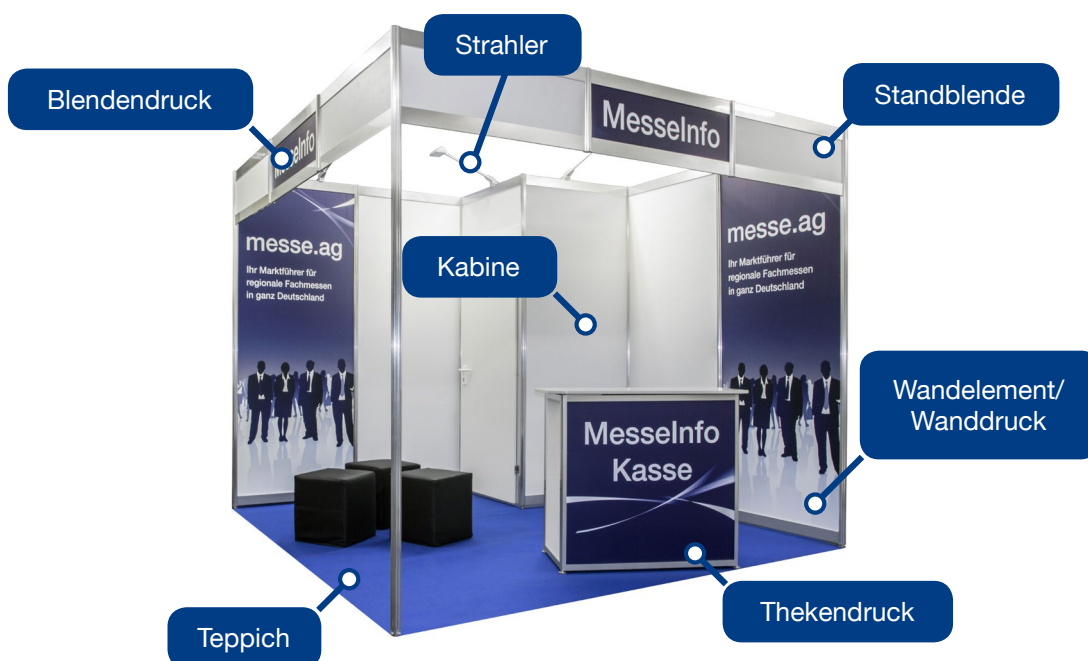 Strahler
Blendendruck
Standblende
MesseInfo
MesseInfo
messe.ag
Ihr Marktführer für
regionale Fachmessen
in ganz Deutschland
messe.ag
Ihr Marktführer für
regionale Fachmessen
in ganz Deutschland
Kabine
Wandelement/
Wanddruck
MesseInfo
Kasse
Thekendruck
Teppich